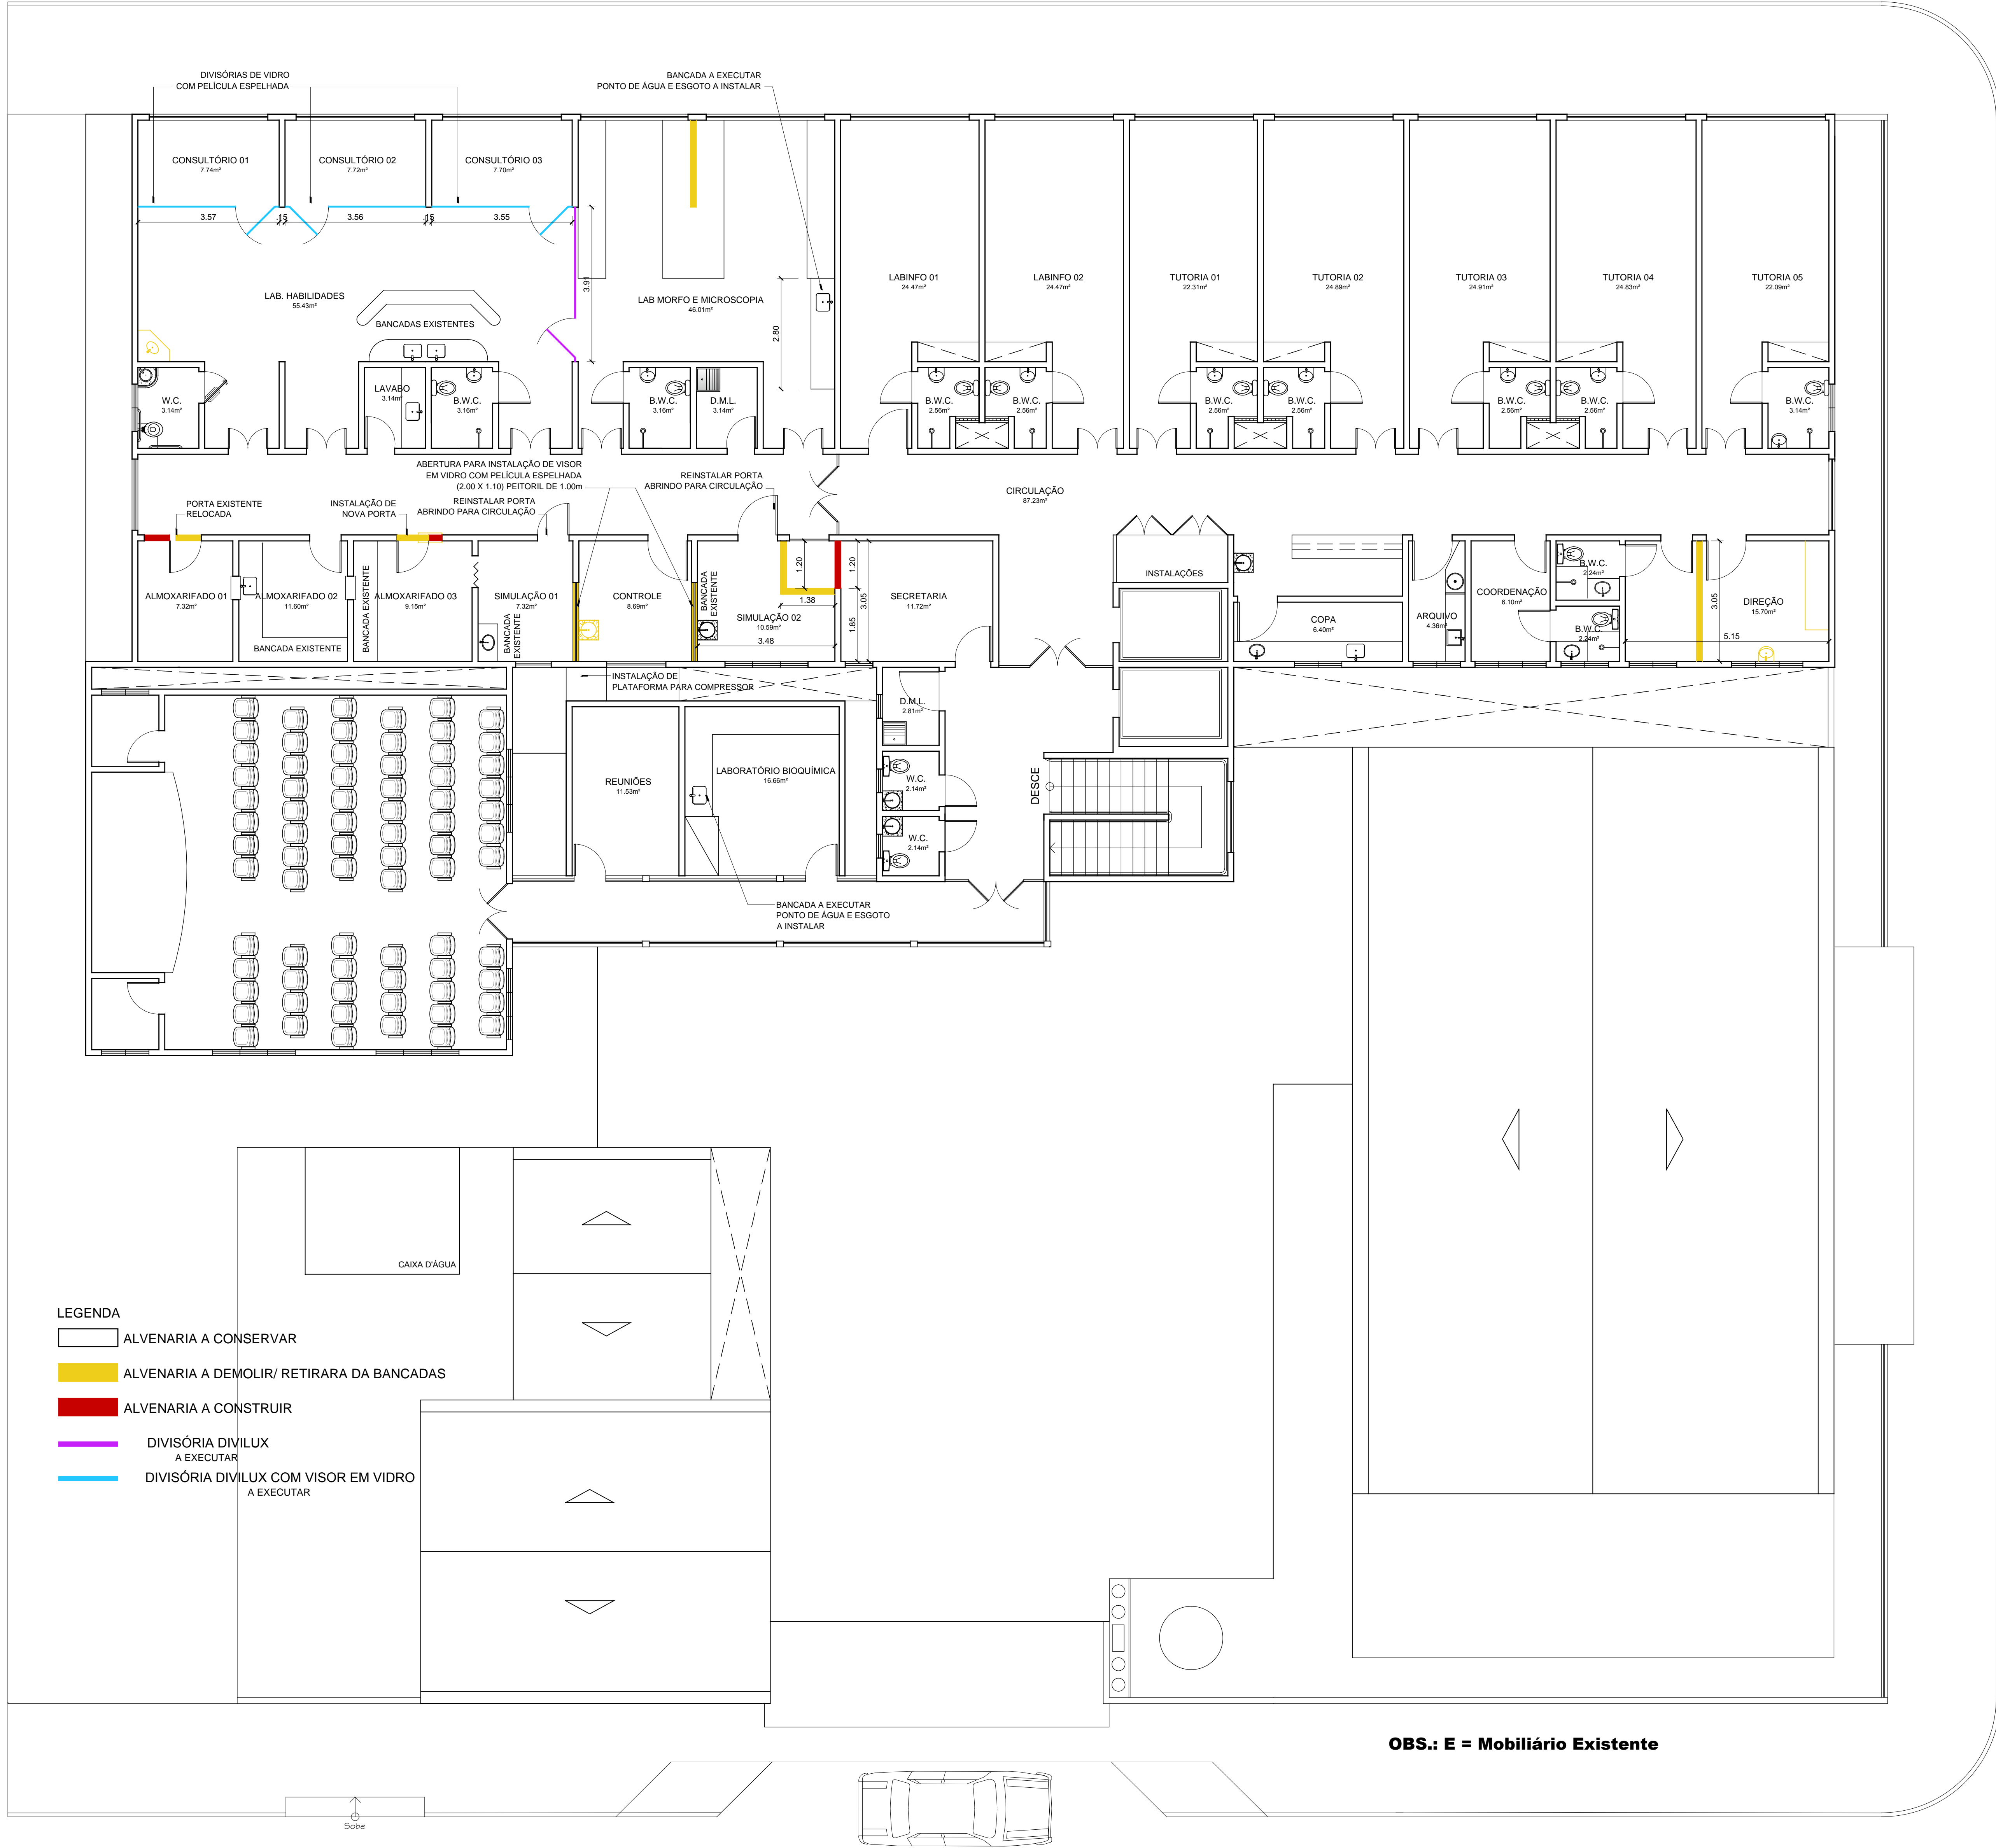 DIVISÓRIAS DE VIDRO
COM PELÍCULA ESPELHADA
BANCADA A EXECUTAR
PONTO DE ÁGUA E ESGOTO A INSTALAR
CONSULTÓRIO 01
7.74m²
CONSULTÓRIO 02
7.72m²
CONSULTÓRIO 03
7.70m²
3.57
.15
3.56
.15
3.55
3.91
LAB. HABILIDADES
55.43m²
BANCADAS EXISTENTES
LAB MORFO E MICROSCOPIA
46.01m²
2.80
LABINFO 01
24.47m²
LABINFO 02
24.47m²
TUTORIA 01
22.31m²
TUTORIA 02
24.89m²
TUTORIA 03
24.91m²
TUTORIA 04
24.83m²
TUTORIA 05
22.09m²
W.C.
3.14m²
LAVABO
3.14m²
B.W.C.
3.16m²
B.W.C.
3.16m²
D.M.L.
3.14m²
B.W.C.
2.56m²
B.W.C.
2.56m²
B.W.C.
2.56m²
B.W.C.
2.56m²
B.W.C.
2.56m²
B.W.C.
2.56m²
B.W.C.
3.14m²
ABERTURA PARA INSTALAÇÃO DE VISOR
EM VIDRO COM PELÍCULA ESPELHADA
(2.00 X 1.10) PEITORIL DE 1.00m
REINSTALAR PORTA
ABRINDO PARA CIRCULAÇÃO
CIRCULAÇÃO
87.23m²
PORTA EXISTENTE
RELOCADA
INSTALAÇÃO DE
NOVA PORTA
REINSTALAR PORTA
ABRINDO PARA CIRCULAÇÃO
ALMOXARIFADO 01
7.32m²
ALMOXARIFADO 02
11.60m²
BANCADA EXISTENTE
BANCADA EXISTENTE
ALMOXARIFADO 03
9.15m²
SIMULAÇÃO 01
7.32m²
BANCADA
EXISTENTE
CONTROLE
8.69m²
BANCADA
EXISTENTE
1.20
1.38
SIMULAÇÃO 02
10.59m²
3.48
1.20
1.85
3.05
SECRETARIA
11.72m²
INSTALAÇÕES
COPA
6.40m²
ARQUIVO
4.36m²
COORDENAÇÃO
6.10m²
B.W.C.
2.24m²
B.W.C.
2.24m²
3.05
DIREÇÃO
15.70m²
5.15
INSTALAÇÃO DE
PLATAFORMA PARA COMPRESSOR
D.M.L.
2.81m²
REUNIÕES
11.53m²
LABORATÓRIO BIOQUÍMICA
16.66m²
W.C.
2.14m²
W.C.
2.14m²
DESCE
BANCADA A EXECUTAR
PONTO DE ÁGUA E ESGOTO
A INSTALAR
CAIXA D'ÁGUA
LEGENDA
ALVENARIA A CONSERVAR
ALVENARIA A DEMOLIR/ RETIRARA DA BANCADAS
ALVENARIA A CONSTRUIR
DIVISÓRIA DIVILUX
A EXECUTAR
DIVISÓRIA DIVILUX COM VISOR EM VIDRO
A EXECUTAR
OBS.: E = Mobiliário Existente
Sobe